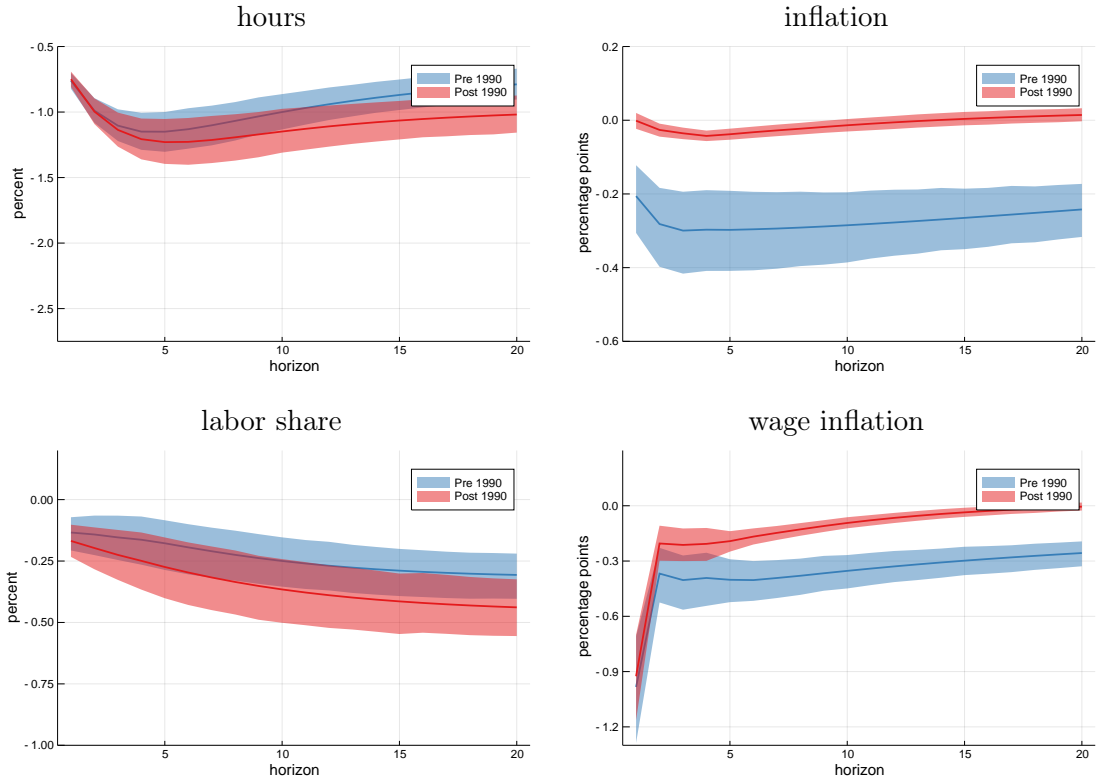 hours
- 0.5
- 1.0
- 1.5
- 2.0
- 2.5
percent
5
10
15
20
horizon
Pre 1990
Post 1990
inflation
0.2
0.0
- 0.2
- 0.4
- 0.6
percentage points
5
10
15
20
horizon
Pre 1990
Post 1990
labor share
0.00
- 0.25
- 0.50
- 0.75
- 1.00
percent
5
10
15
20
horizon
Pre 1990
Post 1990
wage inflation
0.0
- 0.3
- 0.6
- 0.9
- 1.2
percentage points
5
10
15
20
horizon
Pre 1990
Post 1990